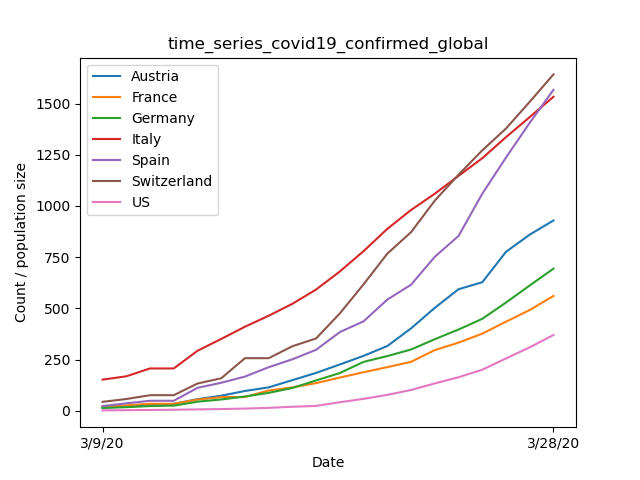 time_series_covid19_confirmed_global
Austria
France
Germany
Italy
Spain
Switzerland
US
1500
1250
1000
750
500
250
0
Count / population size
3/9/20 3/28/20
Date